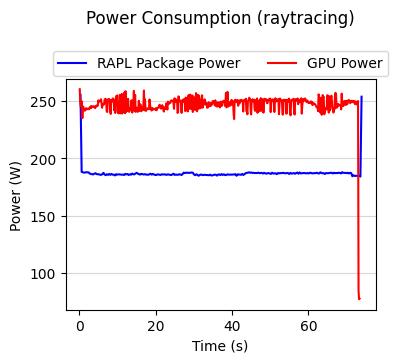 Power Consumption (raytracing)
RAPL Package Power
GPU Power
250
200
150
100
Power (W)
0
20
40
60
Time (s)